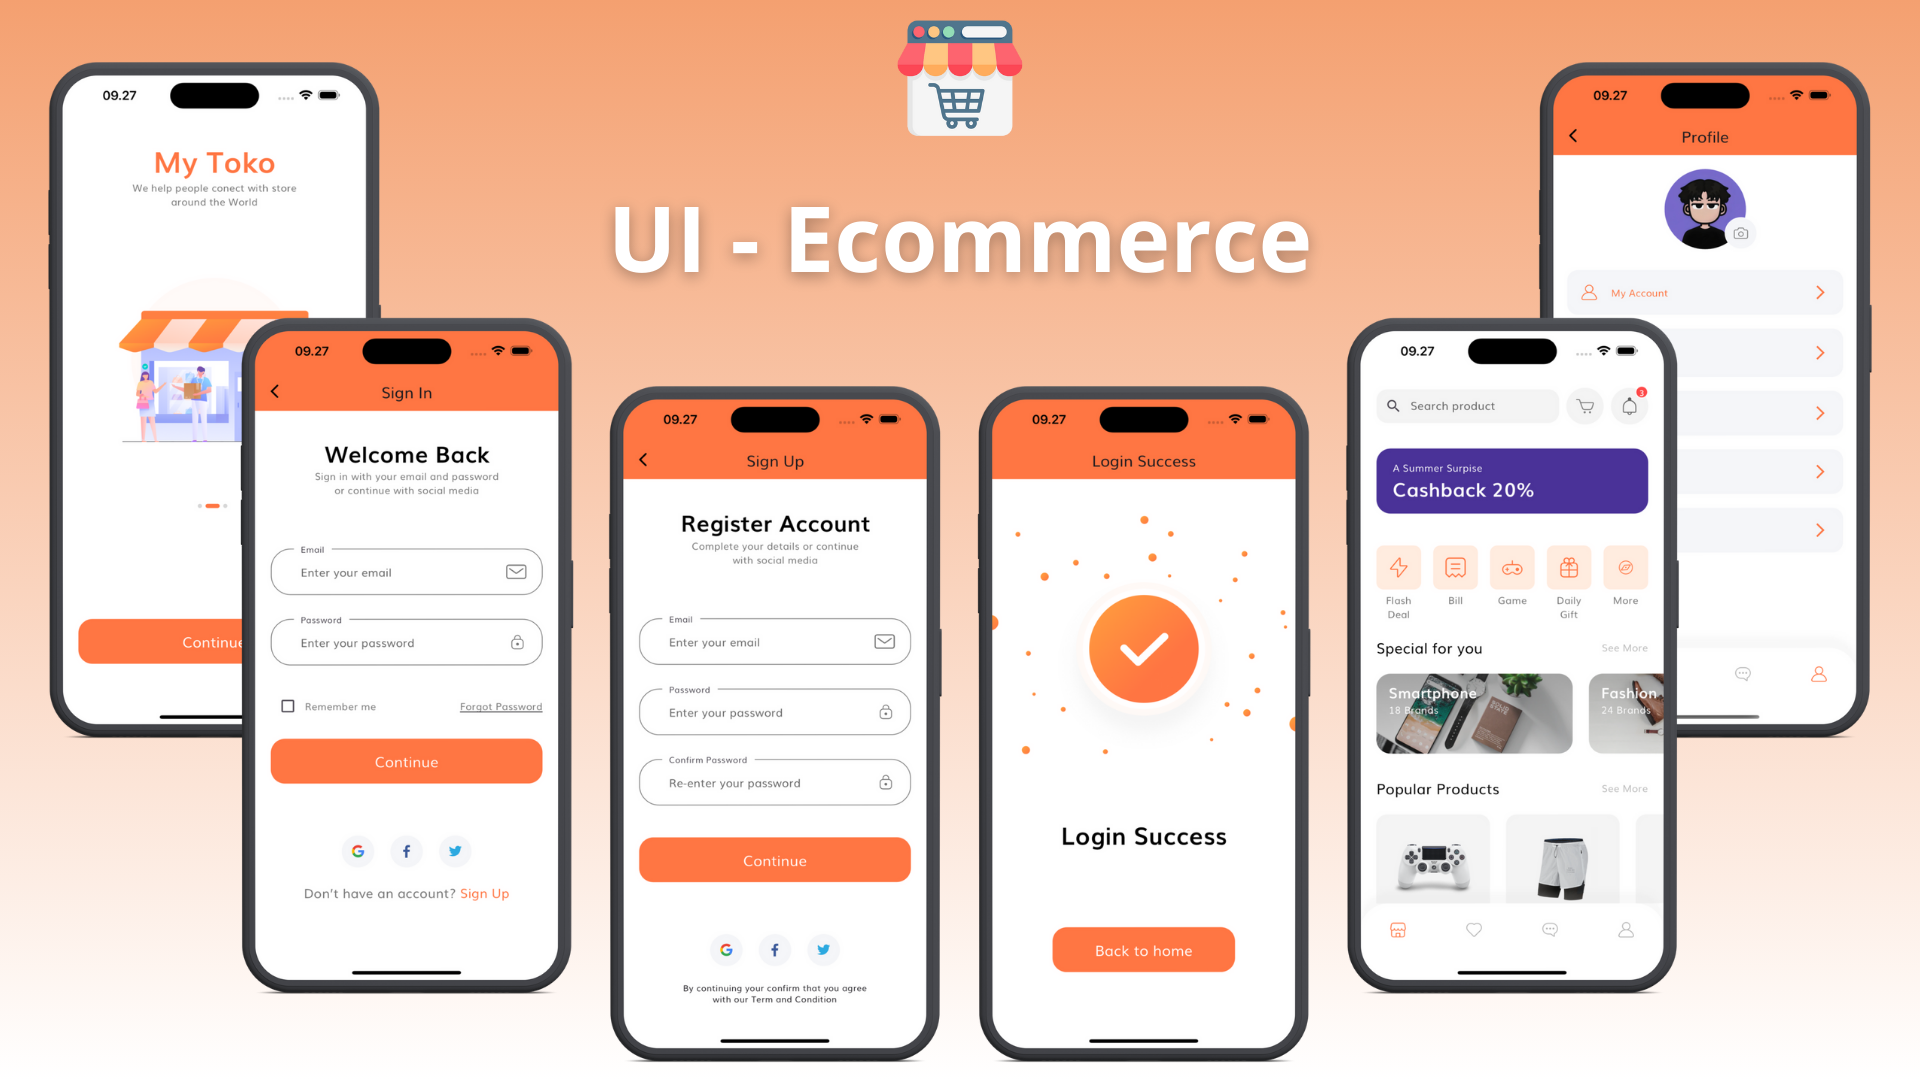 UI - Ecommerce
09.27
My Toko
We help people conect with store
around the World
Continue
09.27
Sign In
Welcome Back
Sign in with your email and password
or continue with social media
Email
Enter your email
Password
Enter your password
Remember me
Forgot Password
Continue
Don't have an account? Sign Up
09.27
Sign Up
Register Account
Complete your details or continue
with social media
Email
Enter your email
Password
Enter your password
Confirm Password
Re-enter your password
Continue
By continuing your confirm that you agree
with our Term and Condition
09.27
Login Success
Login Success
Back to home
09.27
Search product
3
A Summer Surpise
Cashback 20%
Flash
Deal
Bill
Game
Daily
Gift
More
Special for you
See More
Smartphone
18 Brands
Fashion
24 Brands
Popular Products
See More
09.27
Profile
My Account